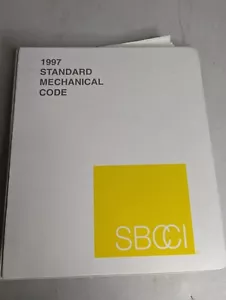 1997
STANDARD
MECHANICAL
CODE
SBCCI